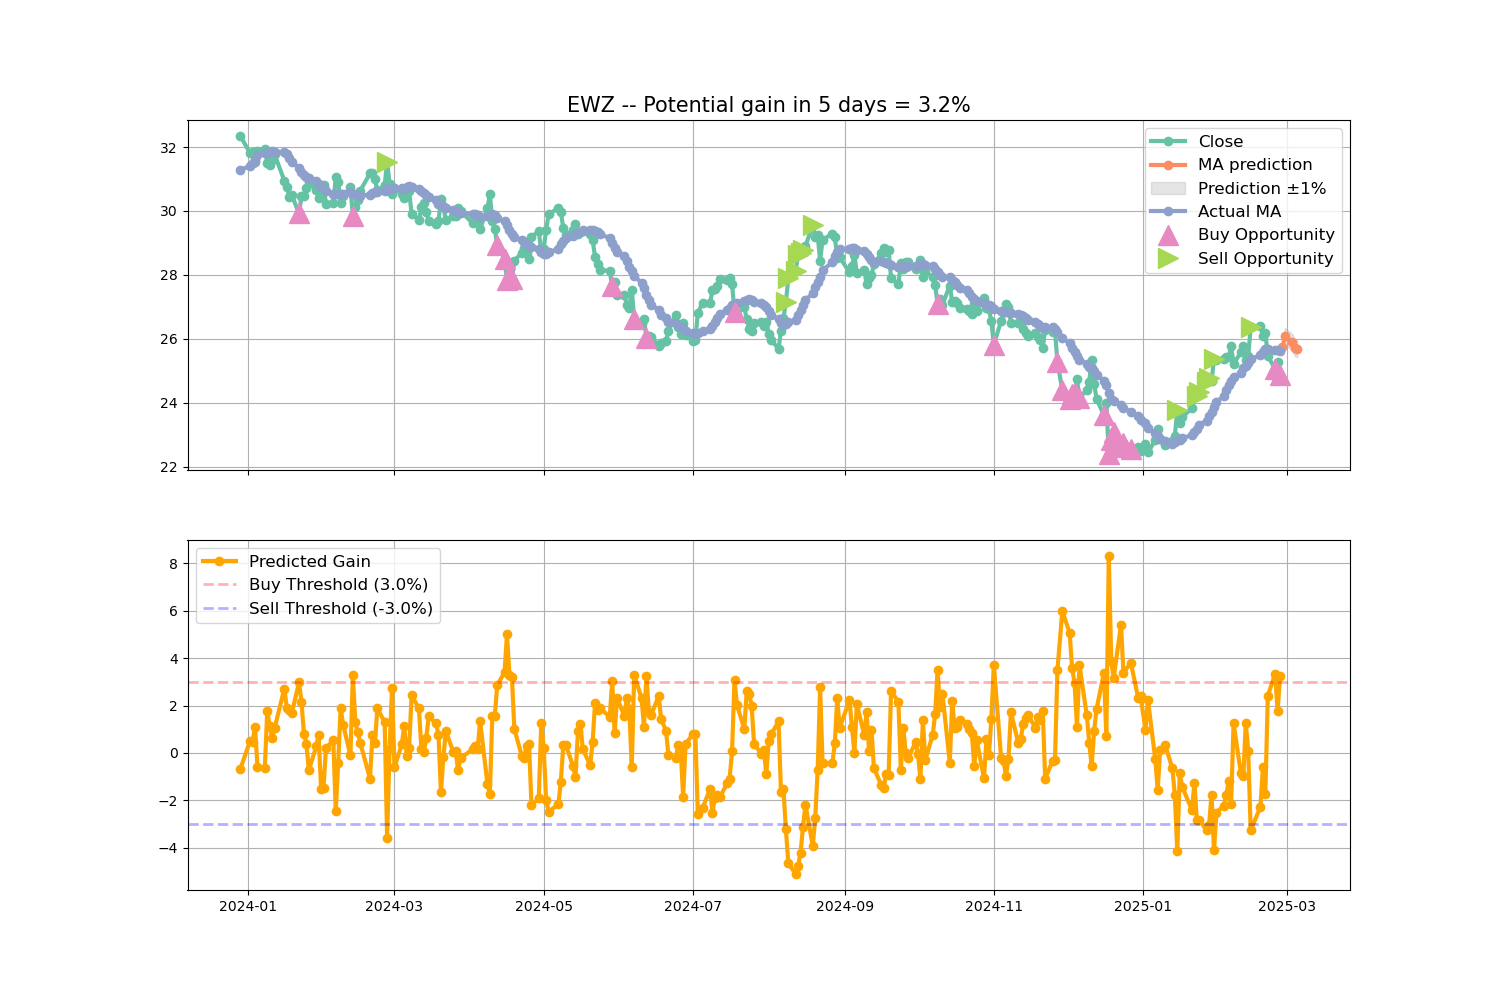 EWZ -- Potential gain in 5 days = 3.2%
32
30
28
26
24
22
Close
MA prediction
Prediction ±1%
Actual MA
Buy Opportunity
Sell Opportunity
8
6
4
2
0
−2
−4
Predicted Gain
Buy Threshold (3.0%)
Sell Threshold (-3.0%)
2024-01
2024-03
2024-05
2024-07
2024-09
2024-11
2025-01
2025-03